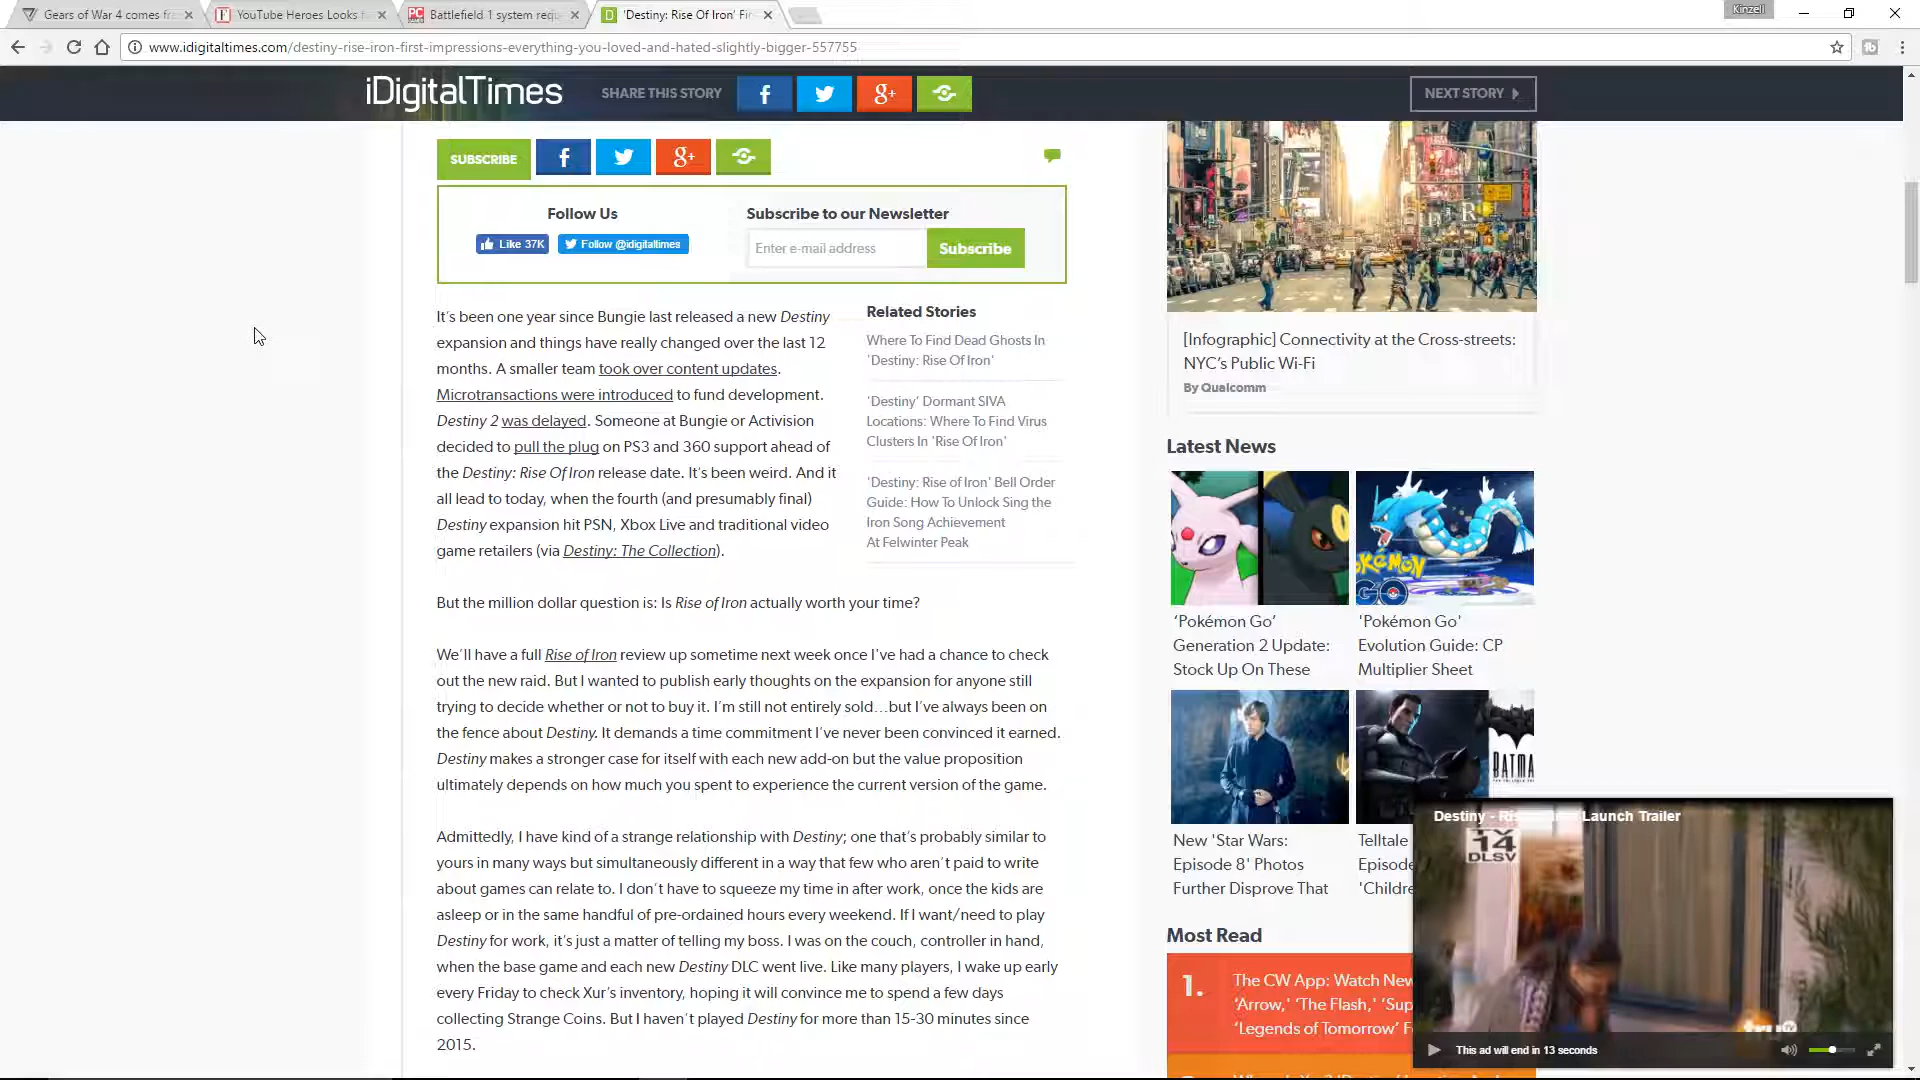 Gears of War 4 comes fr
YouTube Heroes Looks f
Battlefield 1 system requ
'Destiny: Rise Of Iron' Fir
Kinzell
www.idigitaltimes.com/destiny-rise-iron-first-impressions-everything-you-loved-and-hated-slightly-bigger-557755
iDigitalTimes
SHARE THIS STORY
NEXT STORY
SUBSCRIBE
Follow Us
Like 37K
Follow @idigitaltimes
Subscribe to our Newsletter
Enter e-mail address
Subscribe
It's been one year since Bungie last released a new Destiny
expansion and things have really changed over the last 12
months. A smaller team took over content updates.
Microtransactions were introduced to fund development.
Destiny 2 was delayed. Someone at Bungie or Activision
decided to pull the plug on PS3 and 360 support ahead of
the Destiny: Rise Of Iron release date. It's been weird. And it
all lead to today, when the fourth (and presumably final)
Destiny expansion hit PSN, Xbox Live and traditional video
game retailers (via Destiny: The Collection).
Related Stories
Where To Find Dead Ghosts In
'Destiny: Rise Of Iron'
'Destiny' Dormant SIVA
Locations: Where To Find Virus
Clusters In 'Rise Of Iron'
'Destiny: Rise of Iron' Bell Order
Guide: How To Unlock Sing the
Iron Song Achievement
At Felwinter Peak
But the million dollar question is: Is Rise of Iron actually worth your time?
We'll have a full Rise of Iron review up sometime next week once I've had a chance to check
out the new raid. But I wanted to publish early thoughts on the expansion for anyone still
trying to decide whether or not to buy it. I'm still not entirely sold…but I've always been on
the fence about Destiny. It demands a time commitment I've never been convinced it earned.
Destiny makes a stronger case for itself with each new add-on but the value proposition
ultimately depends on how much you spent to experience the current version of the game.
Admittedly, I have kind of a strange relationship with Destiny; one that's probably similar to
yours in many ways but simultaneously different in a way that few who aren't paid to write
about games can relate to. I don't have to squeeze my time in after work, once the kids are
asleep or in the same handful of pre-ordained hours every weekend. If I want/need to play
Destiny for work, it's just a matter of telling my boss. I was on the couch, controller in hand,
when the base game and each new Destiny DLC went live. Like many players, I wake up early
every Friday to check Xur's inventory, hoping it will convince me to spend a few days
collecting Strange Coins. But I haven't played Destiny for more than 15-30 minutes since
2015.
[Infographic] Connectivity at the Cross-streets:
NYC's Public Wi-Fi
By Qualcomm
Latest News
POKÉMON
GO
'Pokémon Go'
Generation 2 Update:
Stock Up On These
'Pokémon Go'
Evolution Guide: CP
Multiplier Sheet
BATMA
New 'Star Wars:
Episode 8' Photos
Further Disprove That
Telltale
Episode
'Childre
Most Read
1.
The CW App: Watch New
'Arrow,' 'The Flash,' 'Sup
'Legends of Tomorrow' F
Destiny - Ris Launch Trailer
TV
14
DLSV
tru
This ad will end in 13 seconds